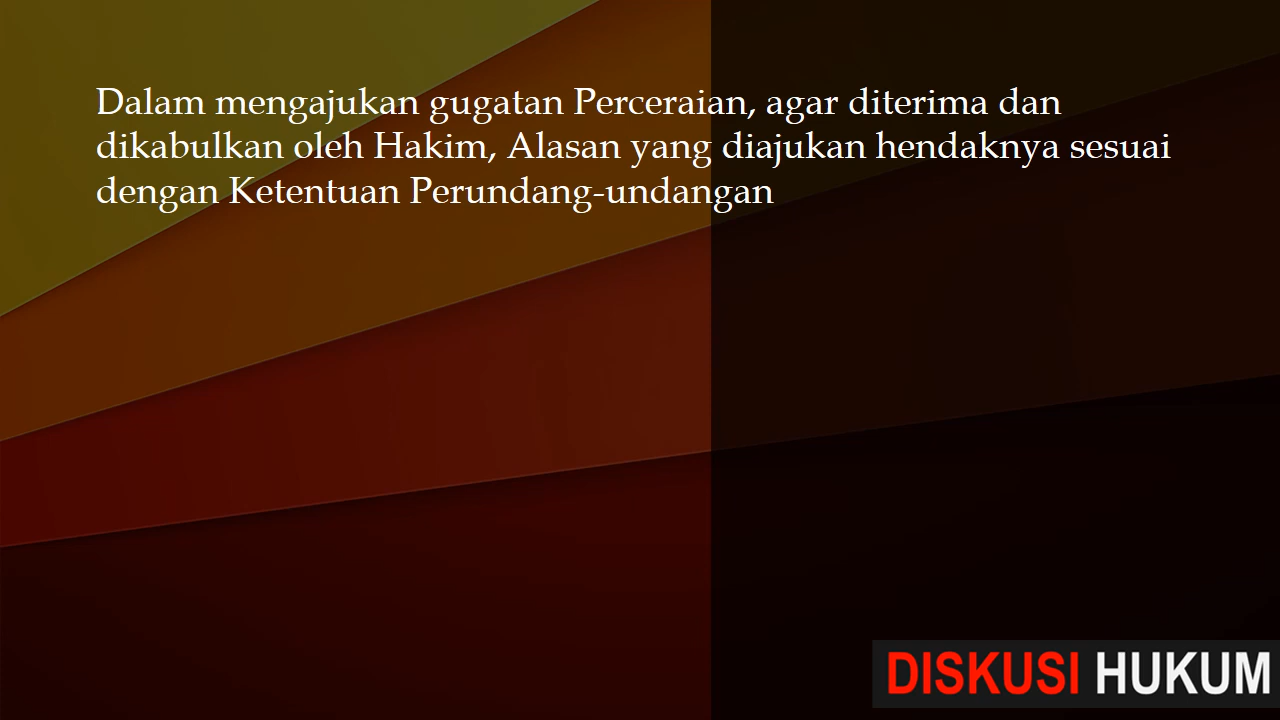 Dalam mengajukan gugatan Perceraian, agar diterima dan
dikabulkan oleh Hakim, Alasan yang diajukan hendaknya sesuai
dengan Ketentuan Perundang-undangan
DISKUSI HUKUM